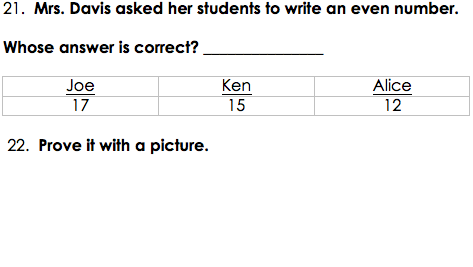 21. Mrs. Davis asked her students to write an even number.
Whose answer is correct? _______________
Joe Ken Alice
17 15 12
22. Prove it with a picture.